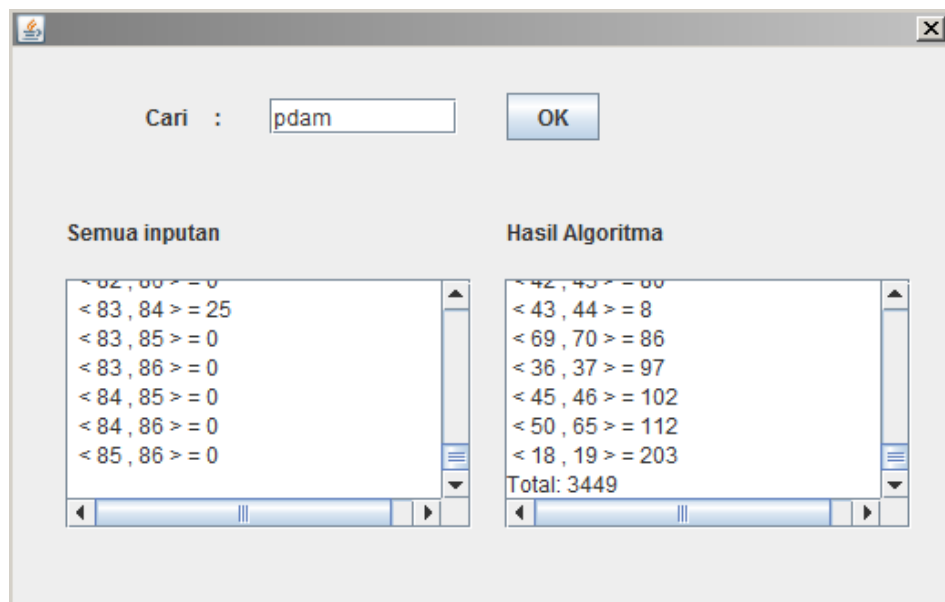 Cari :
pdam
OK
Semua inputan
< 83 , 84 > = 25
< 83 , 85 > = 0
< 83 , 86 > = 0
< 84 , 85 > = 0
< 84 , 86 > = 0
< 85 , 86 > = 0
Hasil Algoritma
< 43 , 44 > = 8
< 69 , 70 > = 86
< 36 , 37 > = 97
< 45 , 46 > = 102
< 50 , 65 > = 112
< 18 , 19 > = 203
Total: 3449